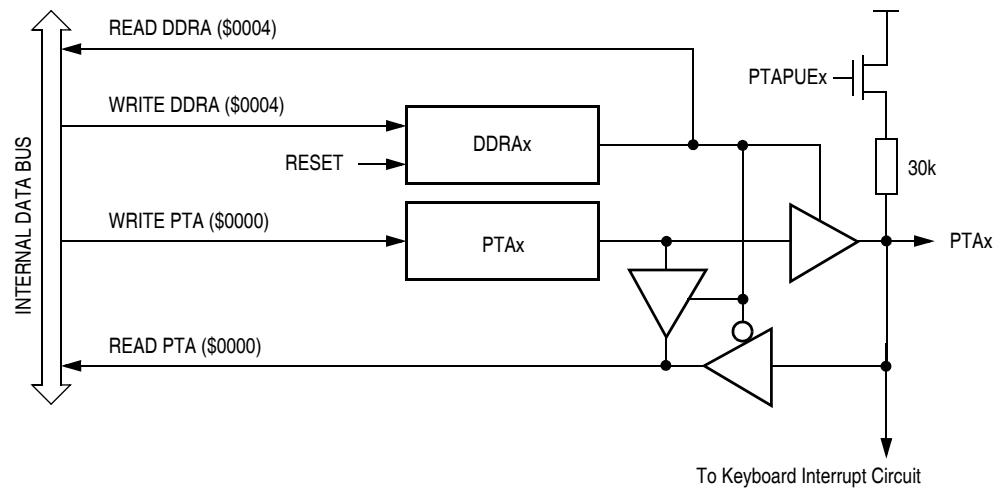 READ DDRA ($0004)
PTAPUEx
WRITE DDRA ($0004)
DDRAx
RESET
30k
INTERNAL DATA BUS
WRITE PTA ($0000)
PTAx
PTAx
READ PTA ($0000)
To Keyboard Interrupt Circuit